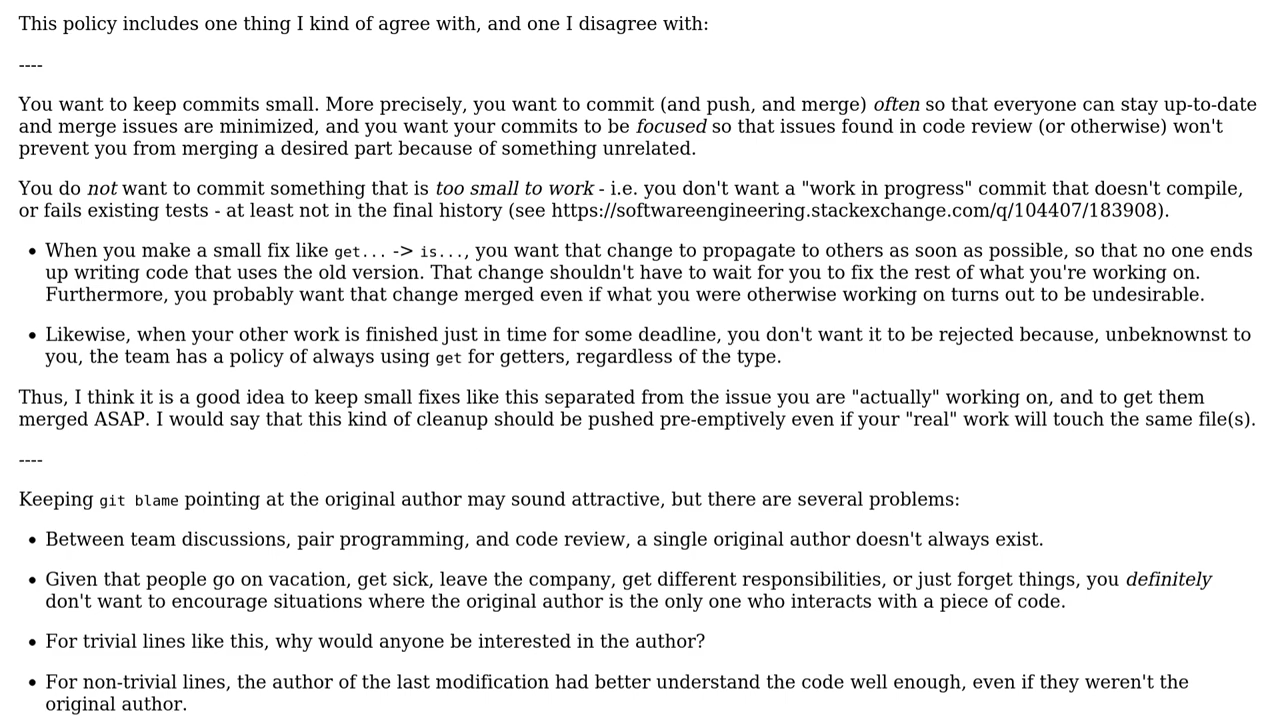 This policy includes one thing I kind of agree with, and one I disagree with:
----
You want to keep commits small. More precisely, you want to commit (and push, and merge) often so that everyone can stay up-to-date
and merge issues are minimized, and you want your commits to be focused so that issues found in code review (or otherwise) won't
prevent you from merging a desired part because of something unrelated.
You do not want to commit something that is too small to work - i.e. you don't want a "work in progress" commit that doesn't compile,
or fails existing tests - at least not in the final history (see https://softwareengineering.stackexchange.com/q/104407/183908).
• When you make a small fix like get... -> is..., you want that change to propagate to others as soon as possible, so that no one ends
up writing code that uses the old version. That change shouldn't have to wait for you to fix the rest of what you're working on.
Furthermore, you probably want that change merged even if what you were otherwise working on turns out to be undesirable.
• Likewise, when your other work is finished just in time for some deadline, you don't want it to be rejected because, unbeknownst to
you, the team has a policy of always using get for getters, regardless of the type.
Thus, I think it is a good idea to keep small fixes like this separated from the issue you are "actually" working on, and to get them
merged ASAP. I would say that this kind of cleanup should be pushed pre-emptively even if your "real" work will touch the same file(s).
----
Keeping git blame pointing at the original author may sound attractive, but there are several problems:
• Between team discussions, pair programming, and code review, a single original author doesn't always exist.
• Given that people go on vacation, get sick, leave the company, get different responsibilities, or just forget things, you definitely
don't want to encourage situations where the original author is the only one who interacts with a piece of code.
• For trivial lines like this, why would anyone be interested in the author?
• For non-trivial lines, the author of the last modification had better understand the code well enough, even if they weren't the
original author.